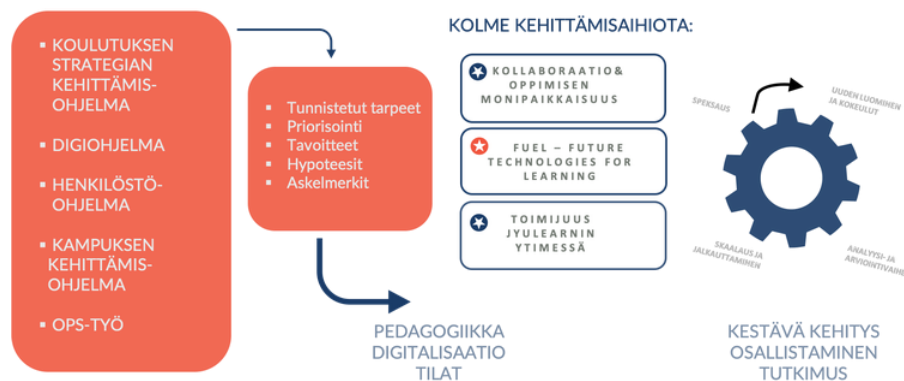 ▪ KOULUTUKSEN
STRATEGIAN
KEHITTÄMIS-
OHJELMA
▪ DIGIOHJELMA
▪ HENKILÖSTÖ-
OHJELMA
▪ KAMPUKSEN
KEHITTÄMIS-
OHJELMA
▪ OPS-TYÖ
▪ Tunnistetut tarpeet
▪ Priorisointi
▪ Tavoitteet
▪ Hypoteesit
▪ Askelmerkit
PEDAGOGIIKKA
DIGITALISAATIO
TILAT
KOLME KEHITTÄMISAIHIOTA:
KOLLABORAATIO&
OPPIMISEN
MONIPAIKKAISUUS
FUEL – FUTURE
TECHNOLOGIES FOR
LEARNING
TOIMIJUUS
JYULEARNIN
YTIMESSÄ
SPEKSAUS
UUDEN LUOMINEN
JA KOKEULUT
SKAALAUS JA
JALKAUTTAMINEN
ANALYYSI- JA
ARVIOINTIVAIHE
KESTÄVÄ KEHITYS
OSALLISTAMINEN
TUTKIMUS